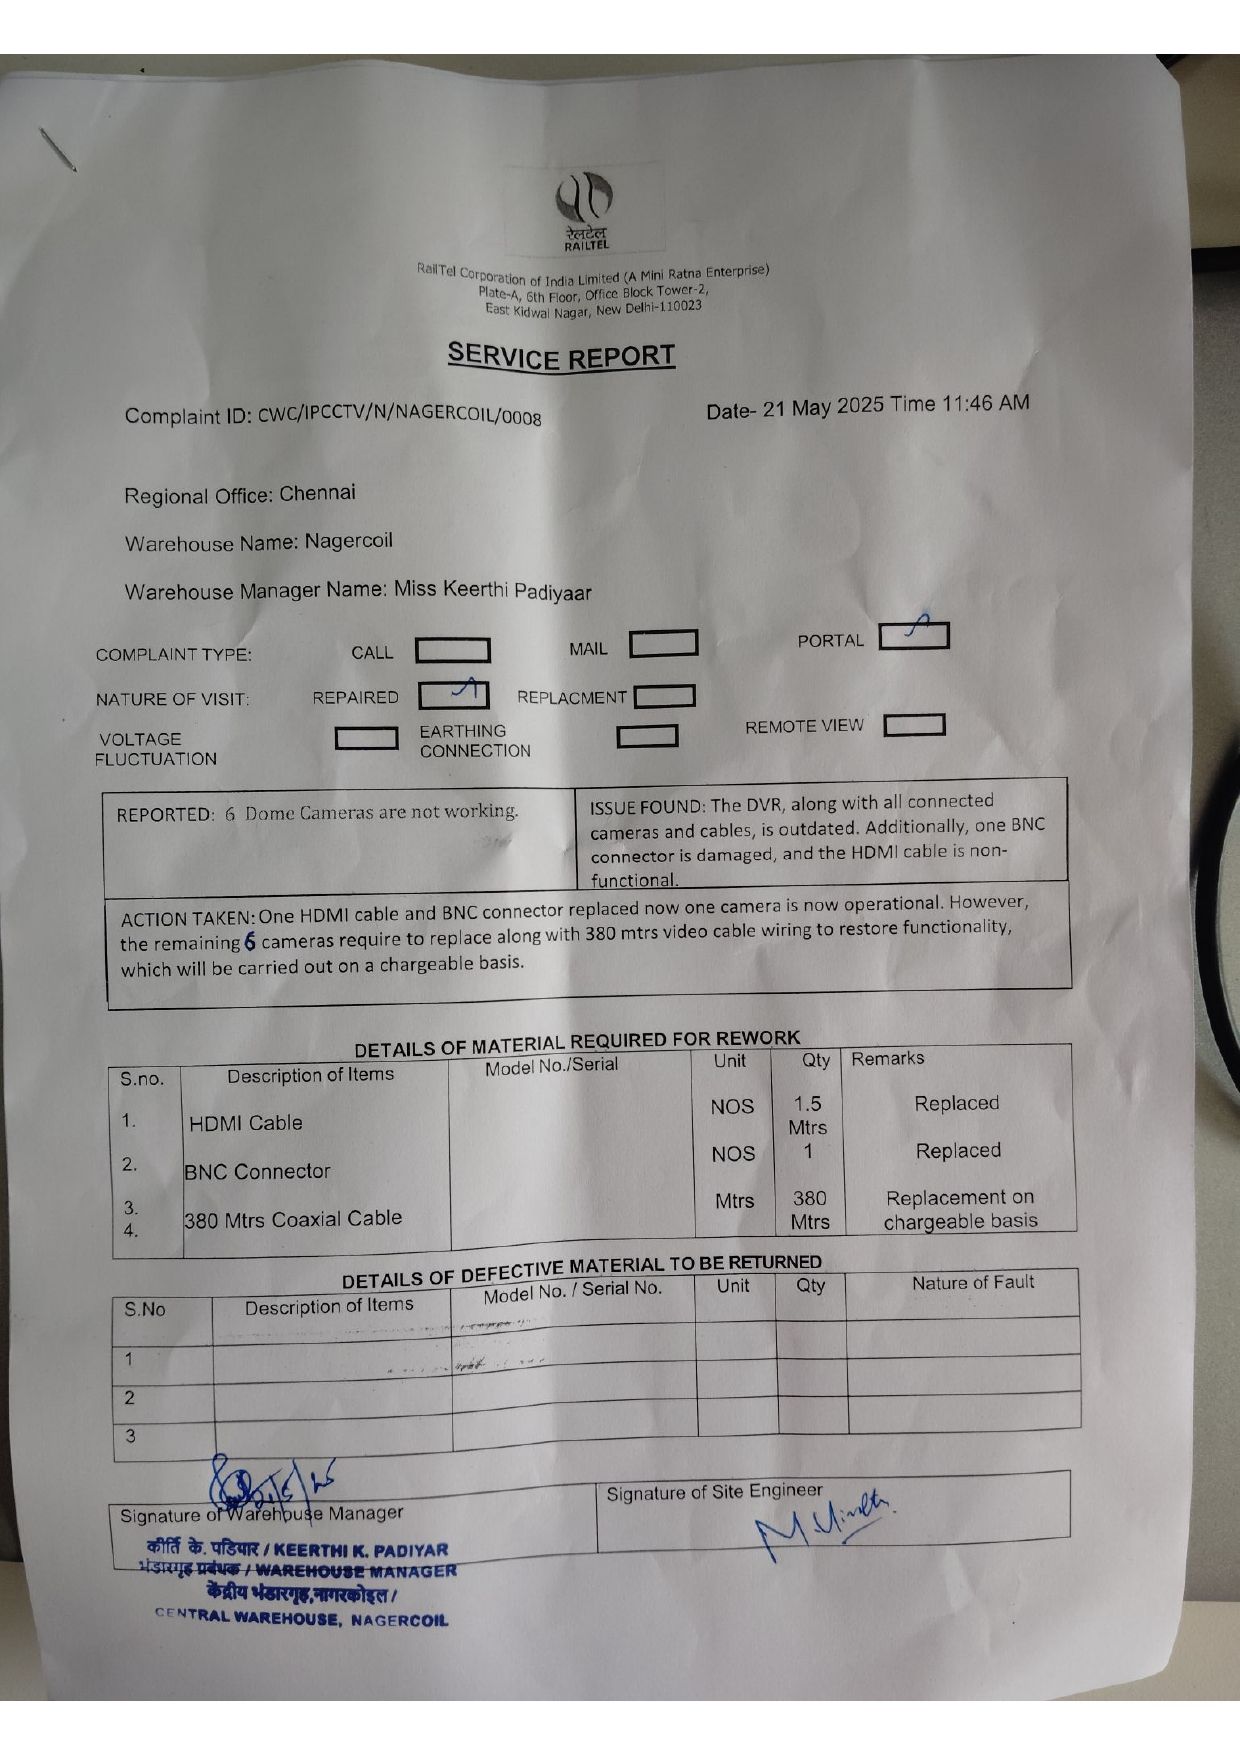 रेलटेल
RAILTEL
RailTel Corporation of India Limited (A Mini Ratna Enterprise)
Plate-A, 6th Floor, Office Block Tower-2,
East Kidwai Nagar, New Delhi-110023
SERVICE REPORT
Complaint ID: CWC/IPCCTV/N/NAGERCOIL/0008 Date- 21 May 2025 Time 11:46 AM
Regional Office: Chennai
Warehouse Name: Nagercoil
Warehouse Manager Name: Miss Keerthi Padiyaar
COMPLAINT TYPE: CALL MAIL PORTAL
NATURE OF VISIT: REPAIRED REPLACMENT
VOLTAGE FLUCTUATION EARTHING CONNECTION REMOTE VIEW
REPORTED: 6 Dome Cameras are not working.
ISSUE FOUND: The DVR, along with all connected
cameras and cables, is outdated. Additionally, one BNC
connector is damaged, and the HDMI cable is non-
functional.
ACTION TAKEN: One HDMI cable and BNC connector replaced now one camera is now operational. However,
the remaining 6 cameras require to replace along with 380 mtrs video cable wiring to restore functionality,
which will be carried out on a chargeable basis.
DETAILS OF MATERIAL REQUIRED FOR REWORK
S.no. Description of Items Model No./Serial Unit Qty Remarks
1. HDMI Cable NOS 1.5 Mtrs Replaced
2. BNC Connector NOS 1 Replaced
3. 380 Mtrs Coaxial Cable Mtrs 380 Mtrs Replacement on chargeable basis
4.
DETAILS OF DEFECTIVE MATERIAL TO BE RETURNED
S.No Description of Items Model No. / Serial No. Unit Qty Nature of Fault
1
2
3
Signature of Warehouse Manager
Signature of Site Engineer
कीर्ति के. पडियार / KEERTHI K. PADIYAR
भंडारगृह प्रबंधक / WAREHOUSE MANAGER
केंद्रीय भंडारगृह,नागरकोइल /
CENTRAL WAREHOUSE, NAGERCOIL